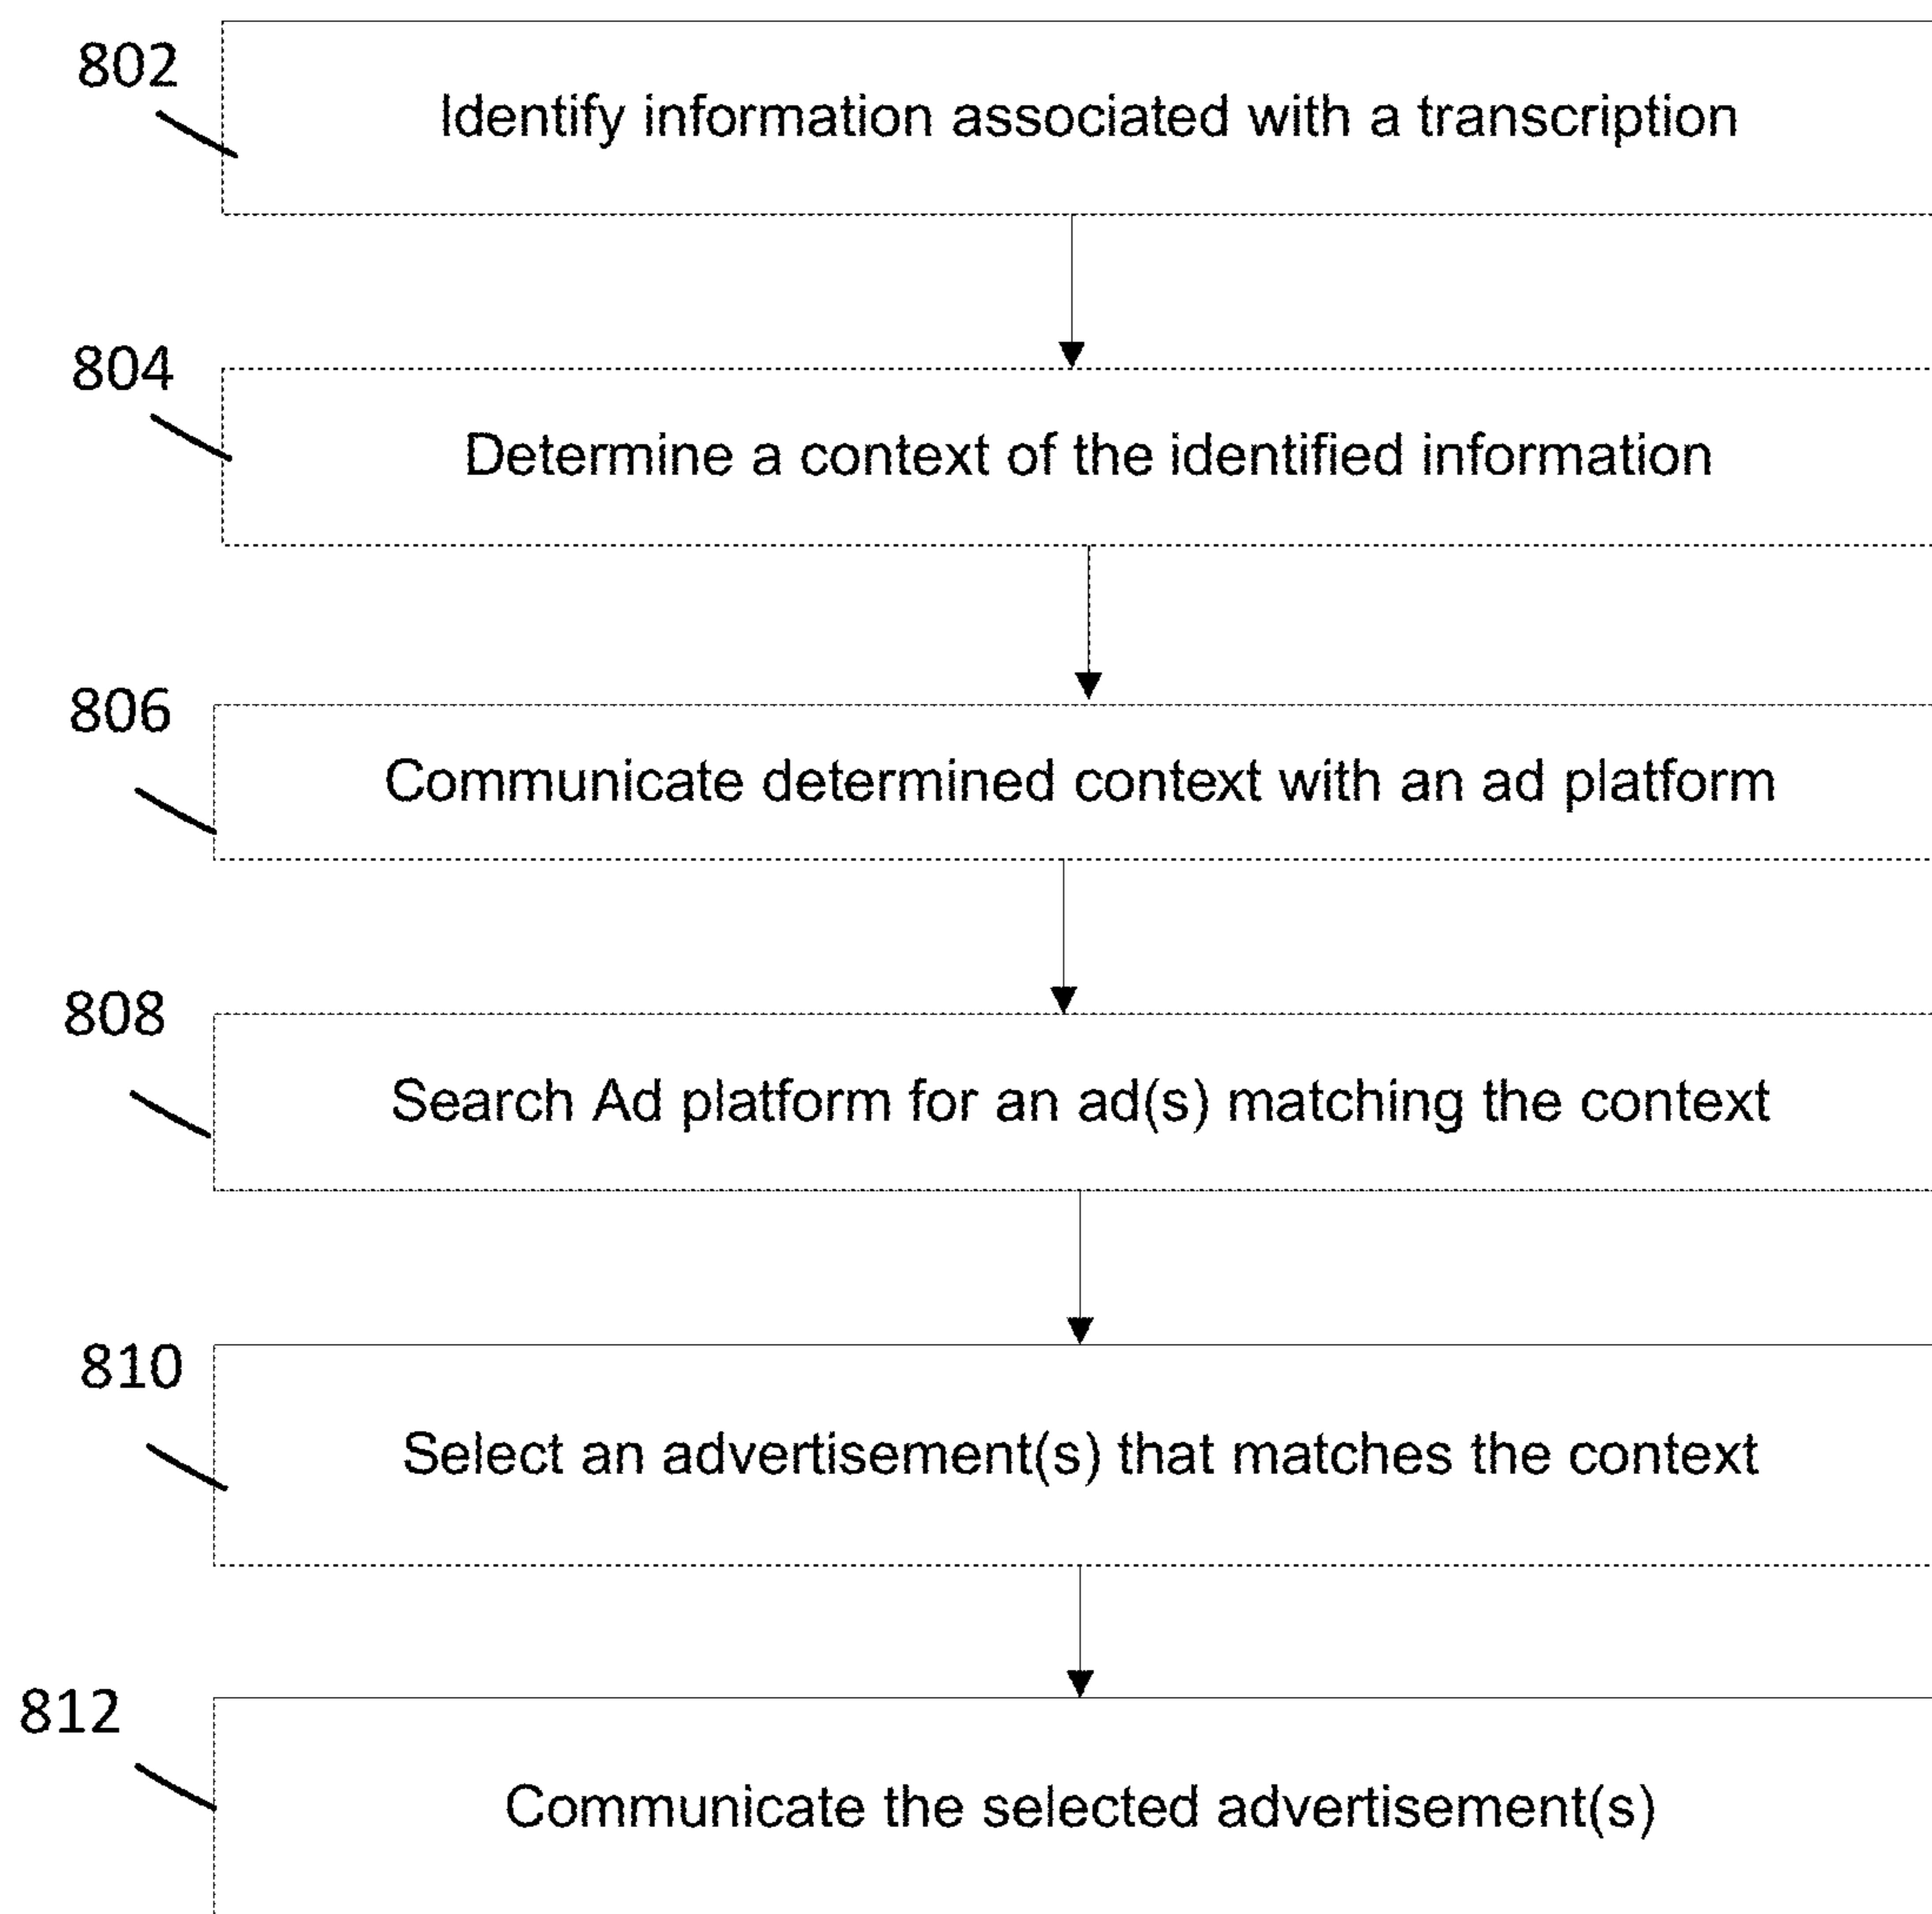 802
Identify information associated with a transcription
804
Determine a context of the identified information
806
Communicate determined context with an ad platform
808
Search Ad platform for an ad(s) matching the context
810
Select an advertisement(s) that matches the context
812
Communicate the selected advertisement(s)